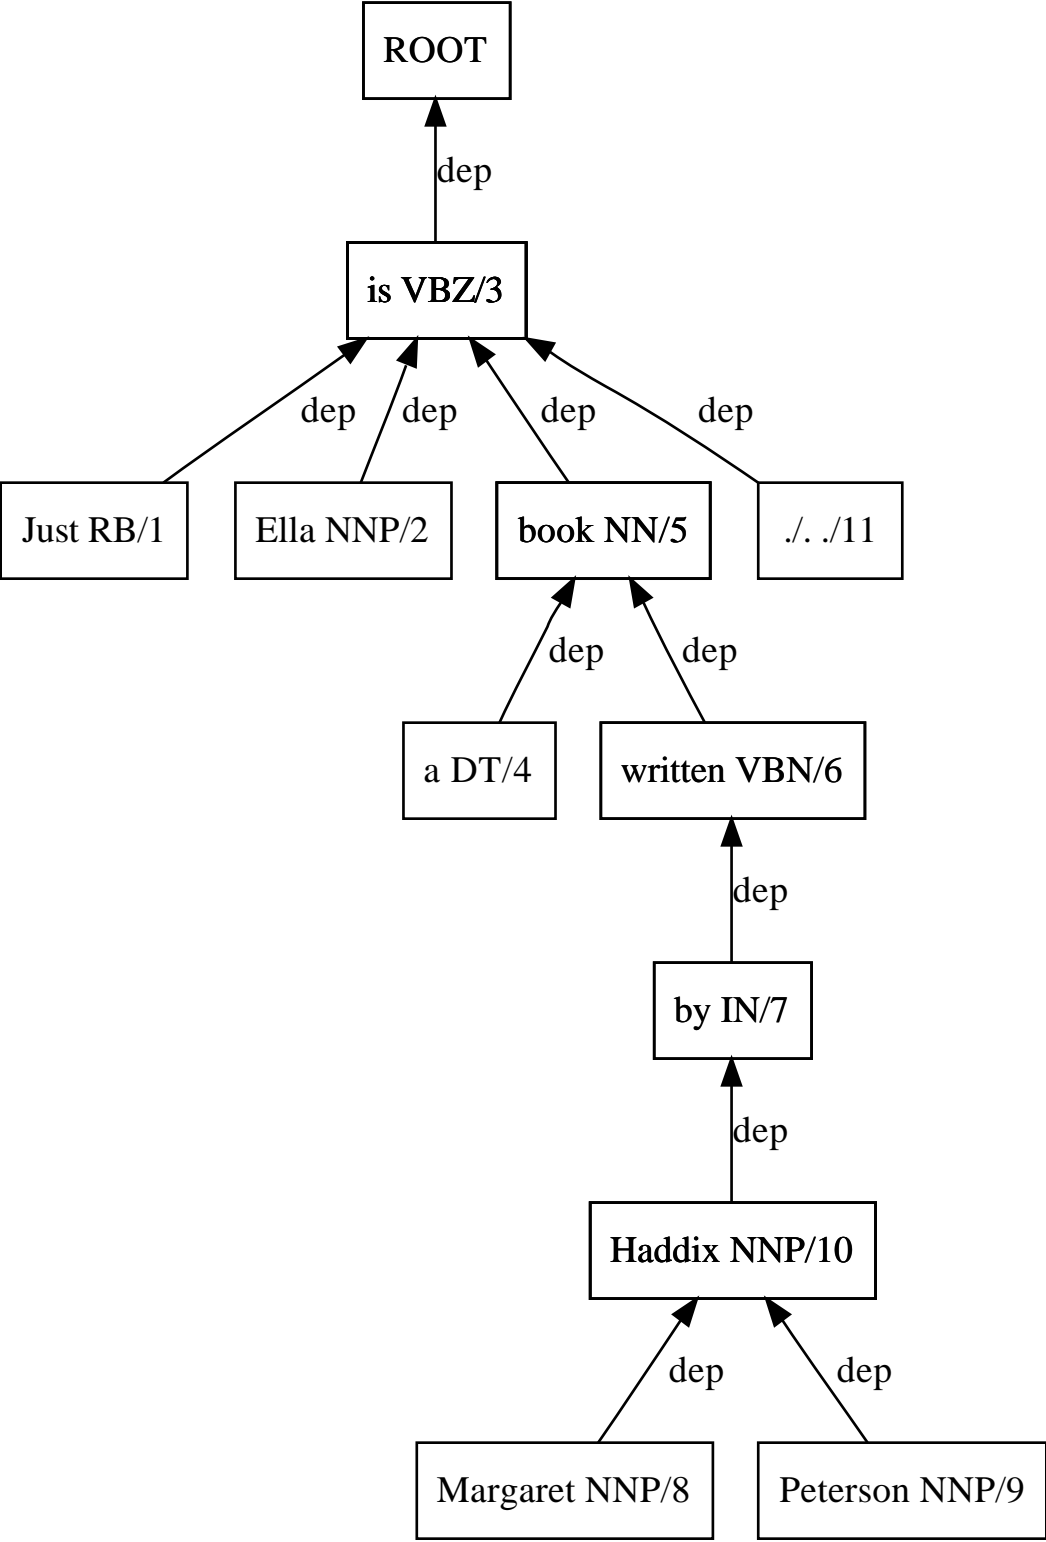 ROOT
dep
is VBZ/3
dep dep dep dep
Just RB/1 Ella NNP/2 book NN/5 ./. ./11
dep dep
a DT/4 written VBN/6
dep
by IN/7
dep
Haddix NNP/10
dep dep
Margaret NNP/8 Peterson NNP/9